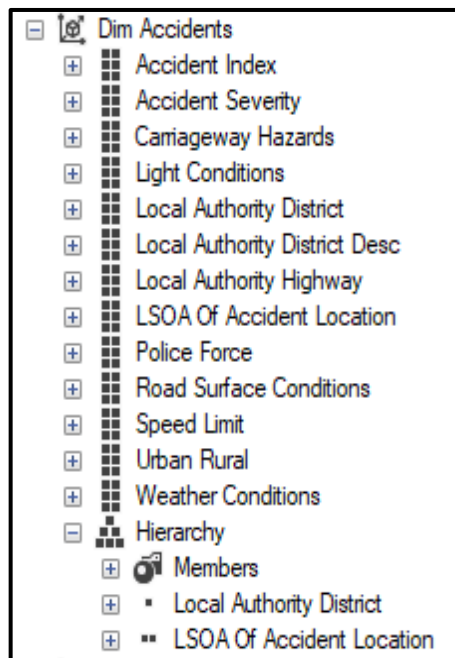 Dim Accidents
Accident Index
Accident Severity
Carriageway Hazards
Light Conditions
Local Authority District
Local Authority District Desc
Local Authority Highway
LSOA Of Accident Location
Police Force
Road Surface Conditions
Speed Limit
Urban Rural
Weather Conditions
Hierarchy
Members
Local Authority District
LSOA Of Accident Location